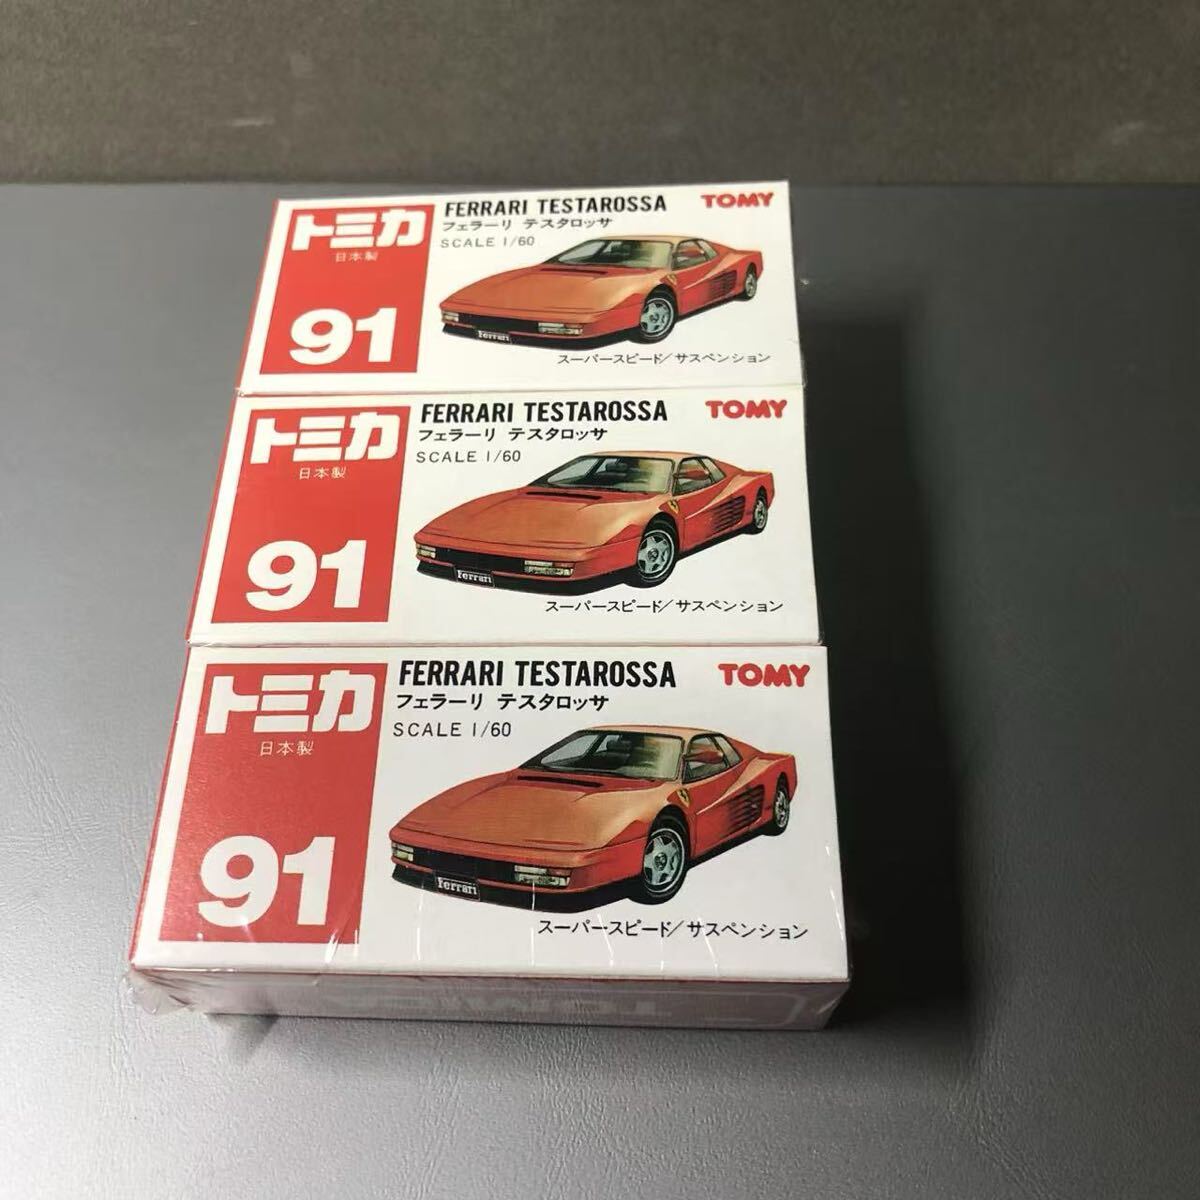 トミカ
日本製
91
FERRARI TESTAROSSA
TOMY
フェラーリ テスタロッサ
SCALE 1/60
Ferrari
スーパースピード/サスペンション
トミカ
日本製
91
FERRARI TESTAROSSA
TOMY
フェラーリ テスタロッサ
SCALE 1/60
Ferrari
スーパースピード/サスペンション
トミカ
日本製
91
FERRARI TESTAROSSA
TOMY
フェラーリ テスタロッサ
SCALE 1/60
Ferrari
スーパースピード/サスペンション
TOMICA